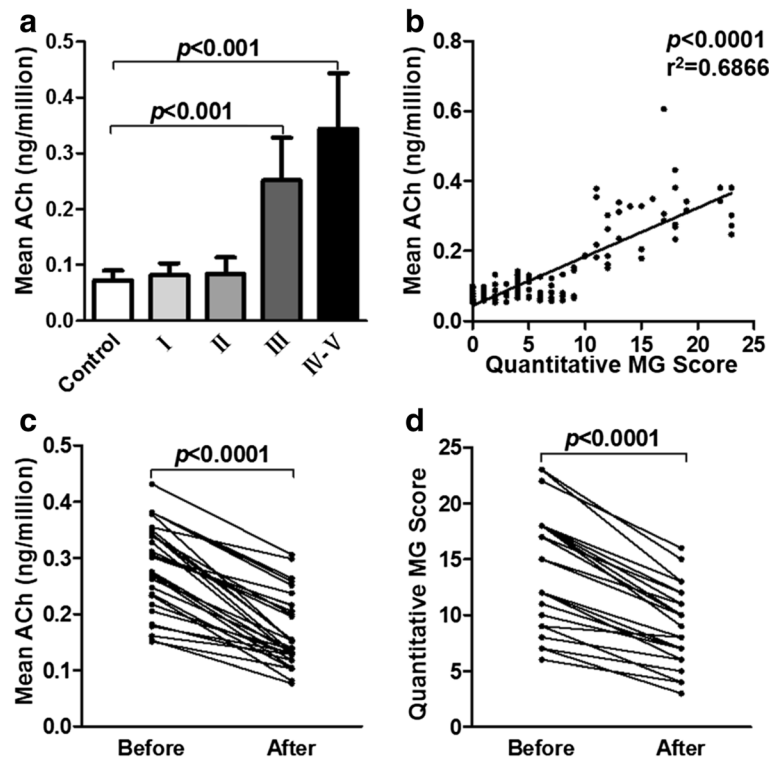 a
Mean ACh (ng/million)
0.5
0.4
0.3
0.2
0.1
0.0
p<0.001
p<0.001
Control
I
II
III
IV-V
b
Mean ACh (ng/million)
0.8
0.6
0.4
0.2
0.0
p<0.0001
r²=0.6866
0 5 10 15 20 25
Quantitative MG Score
c
Mean ACh (ng/million)
0.5
0.4
0.3
0.2
0.1
0.0
p<0.0001
Before After
d
Quantitative MG Score
25
20
15
10
5
0
p<0.0001
Before After